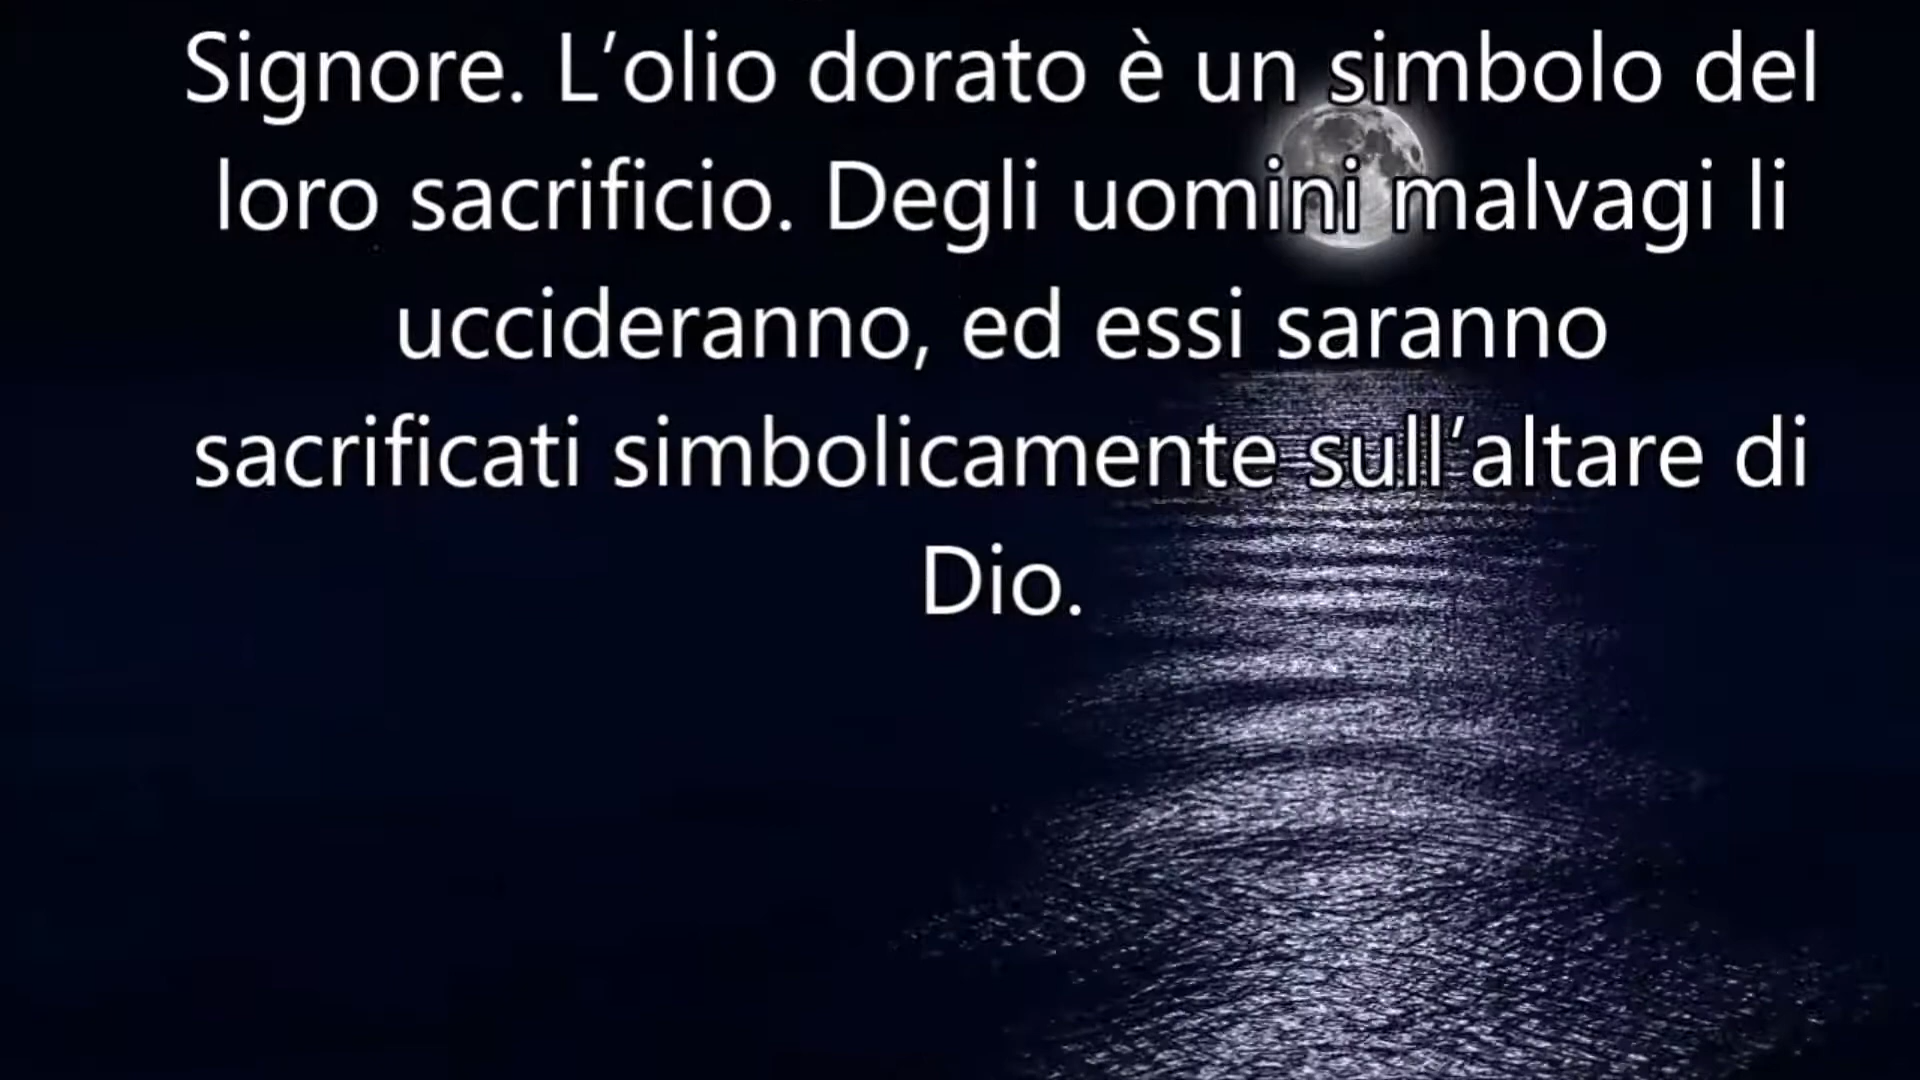 Signore. L’olio dorato è un simbolo del
loro sacrificio. Degli uomini malvagi li
uccideranno, ed essi saranno
sacrificati simbolicamente sull’altare di
Dio.